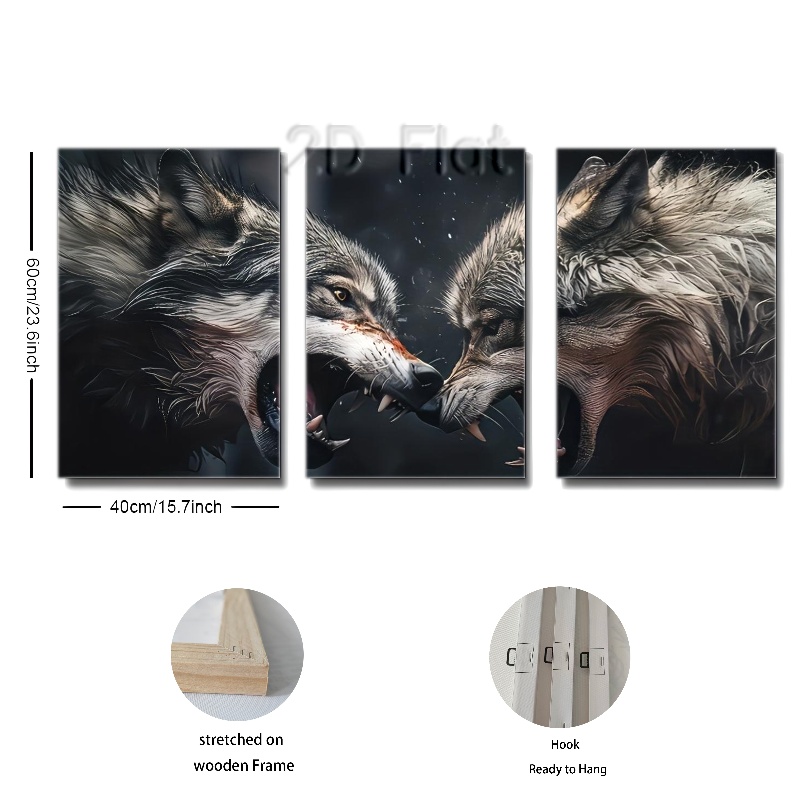 2D Flat
60cm/23.6inch
40cm/15.7inch
stretched on
wooden Frame
Hook
Ready to Hang